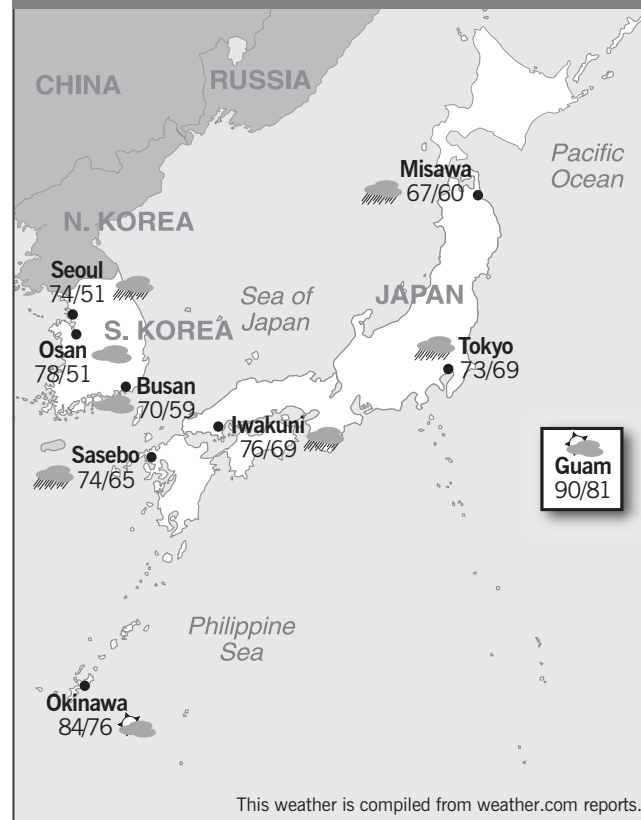 CHINA
RUSSIA
Pacific
Ocean
Misawa
67/60
N. KOREA
Seoul
74/51
Sea of
Japan
JAPAN
S. KOREA
Osan
78/51
Tokyo
73/69
Busan
70/59
Iwakuni
76/69
Sasebo
74/65
Guam
90/81
Philippine
Sea
Okinawa
84/76
This weather is compiled from weather.com reports.